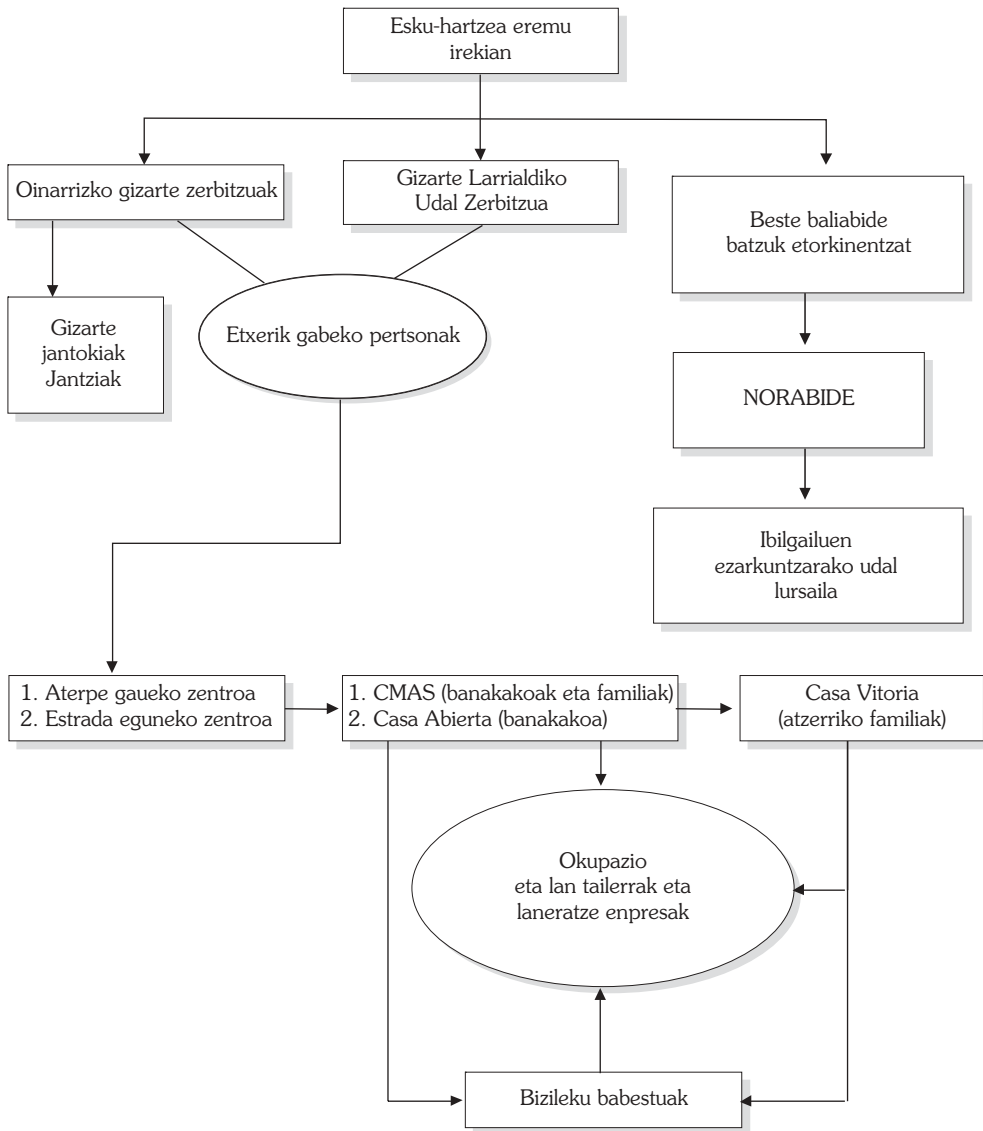 Esku-hartzea eremu
irekian
Oinarrizko gizarte zerbitzuak
Gizarte Larrialdiko
Udal Zerbitzua
Beste baliabide
batzuk etorkinentzat
Gizarte
jantokiak
Jantziak
Etxerik gabeko pertsonak
NORABIDE
Ibilgailuen
ezarkuntzarako udal
lursaila
1. Aterpe gaueko zentroa
2. Estrada eguneko zentroa
1. CMAS (banakakoak eta familiak)
2. Casa Abierta (banakakoa)
Casa Vitoria
(atzerriko familiak)
Okupazio
eta lan tailerrak eta
laneratze enpresak
Bizileku babestuak